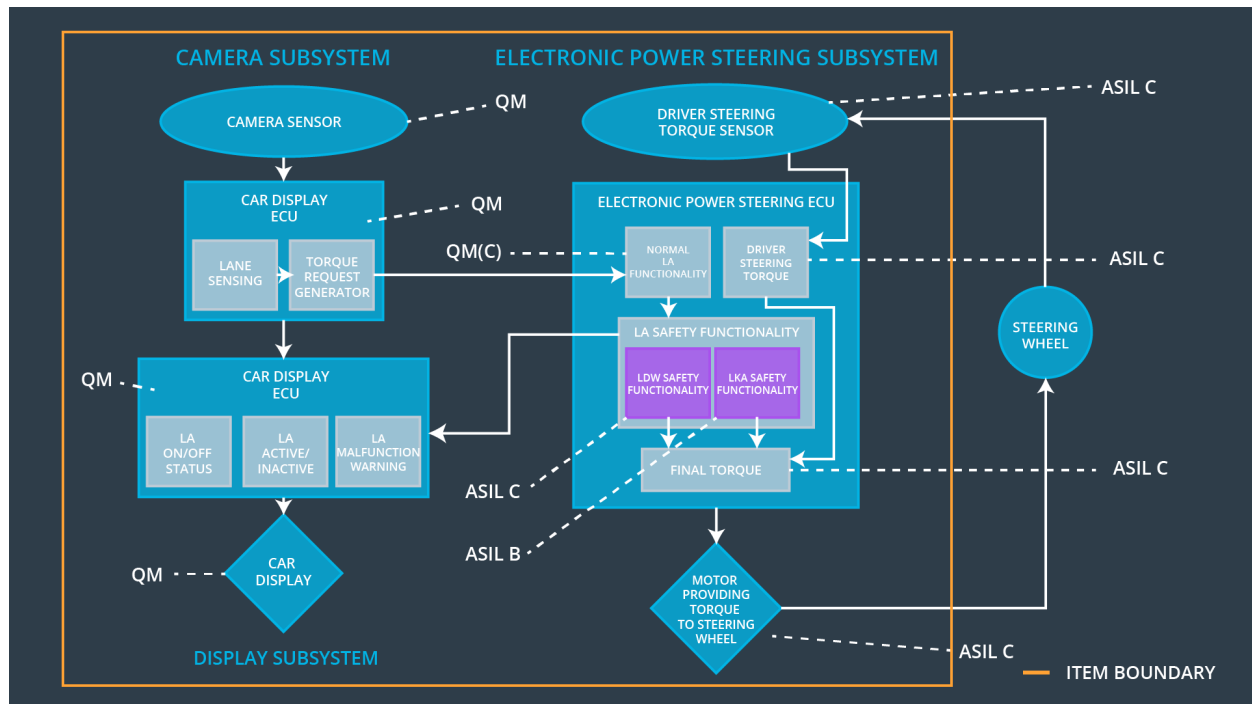 CAMERA SUBSYSTEM
ELECTRONIC POWER STEERING SUBSYSTEM
CAMERA SENSOR
QM
DRIVER STEERING
TORQUE SENSOR
ASIL C
CAR DISPLAY
ECU
QM
LANE
SENSING
TORQUE
REQUEST
GENERATOR
ELECTRONIC POWER STEERING ECU
QM(C)
NORMAL
LA
FUNCTIONALITY
DRIVER
STEERING
TORQUE
ASIL C
LA SAFETY FUNCTIONALITY
LDW SAFETY
FUNCTIONALITY
LKA SAFETY
FUNCTIONALITY
STEERING
WHEEL
QM
CAR DISPLAY
ECU
LA
ON/OFF
STATUS
LA
ACTIVE/
INACTIVE
LA
MALFUNCTION
WARNING
ASIL C
FINAL TORQUE
ASIL C
ASIL B
QM
CAR
DISPLAY
MOTOR
PROVIDING
TORQUE
TO STEERING
WHEEL
ASIL C
DISPLAY SUBSYSTEM
ITEM BOUNDARY